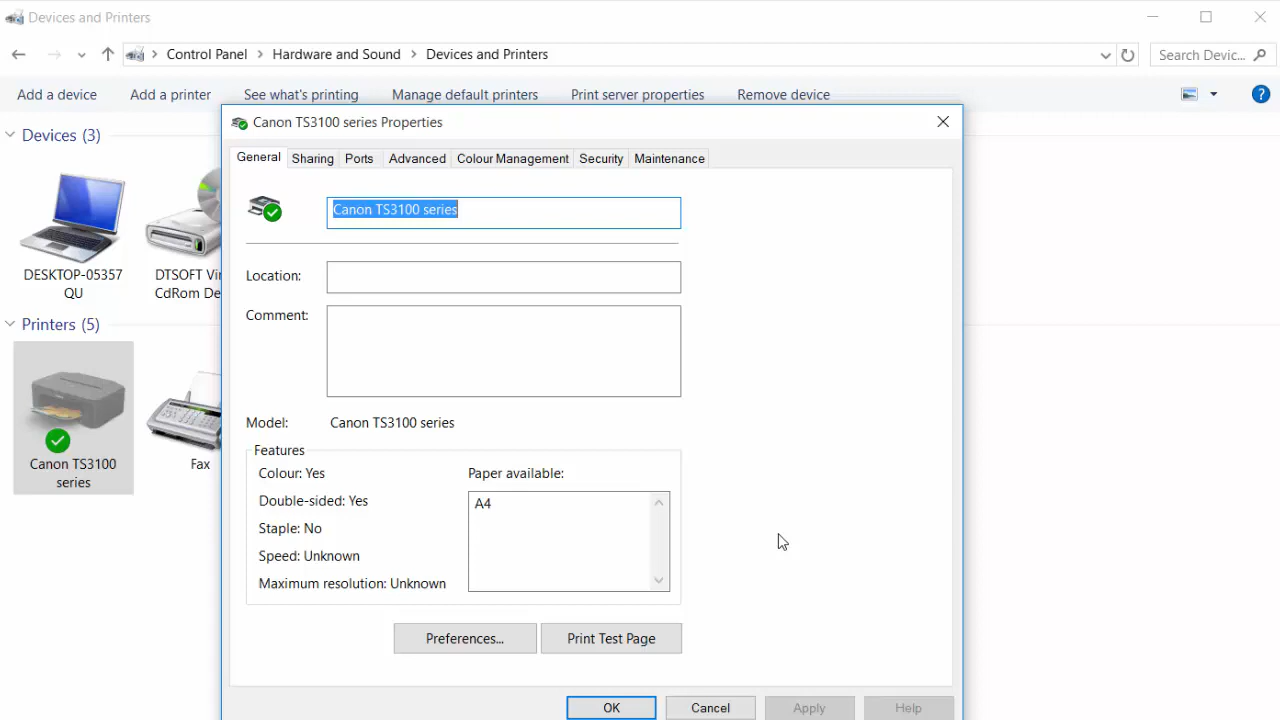 Devices and Printers
Control Panel > Hardware and Sound > Devices and Printers
Search Devic...
Add a device Add a printer See what's printing Manage default printers Print server properties Remove device
?
Devices (3)
DESKTOP-05357
QU
DTSOFT Vir
CdRom De
Printers (5)
Canon TS3100
series
Fax
Canon TS3100 series Properties
General Sharing Ports Advanced Colour Management Security Maintenance
Canon TS3100 series
Location:
Comment:
Model: Canon TS3100 series
Features
Colour: Yes
Double-sided: Yes
Staple: No
Speed: Unknown
Maximum resolution: Unknown
Paper available:
A4
Preferences... Print Test Page
OK Cancel Apply Help